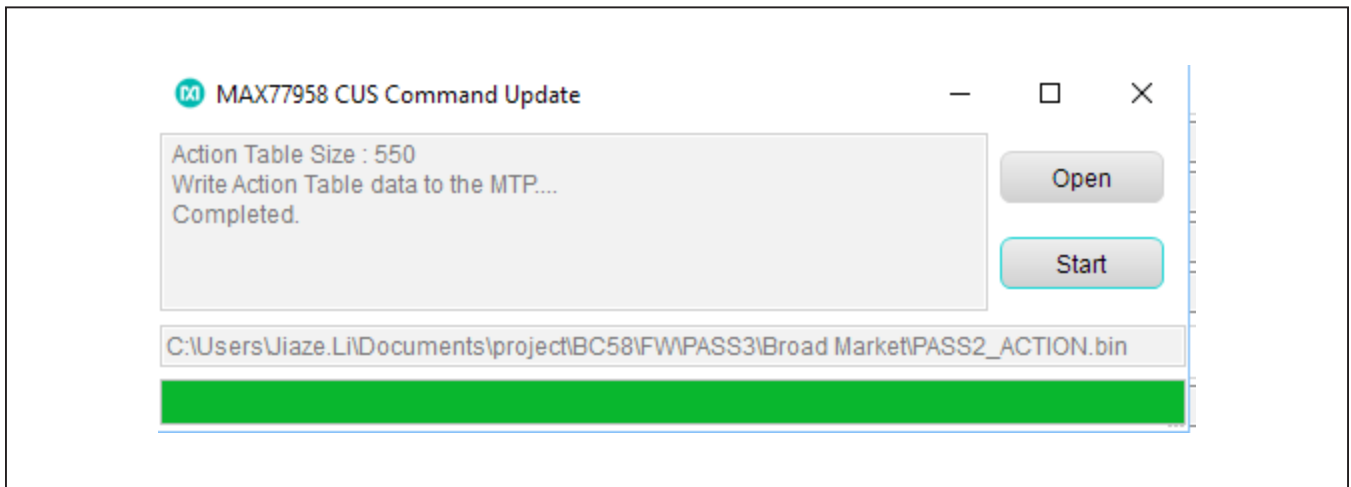 MAX77958 CUS Command Update
Action Table Size : 550
Write Action Table data to the MTP....
Completed.
Open
Start
C:\Users\Jiaze.Li\Documents\project\BC58\FW\PASS3\Broad Market\PASS2_ACTION.bin